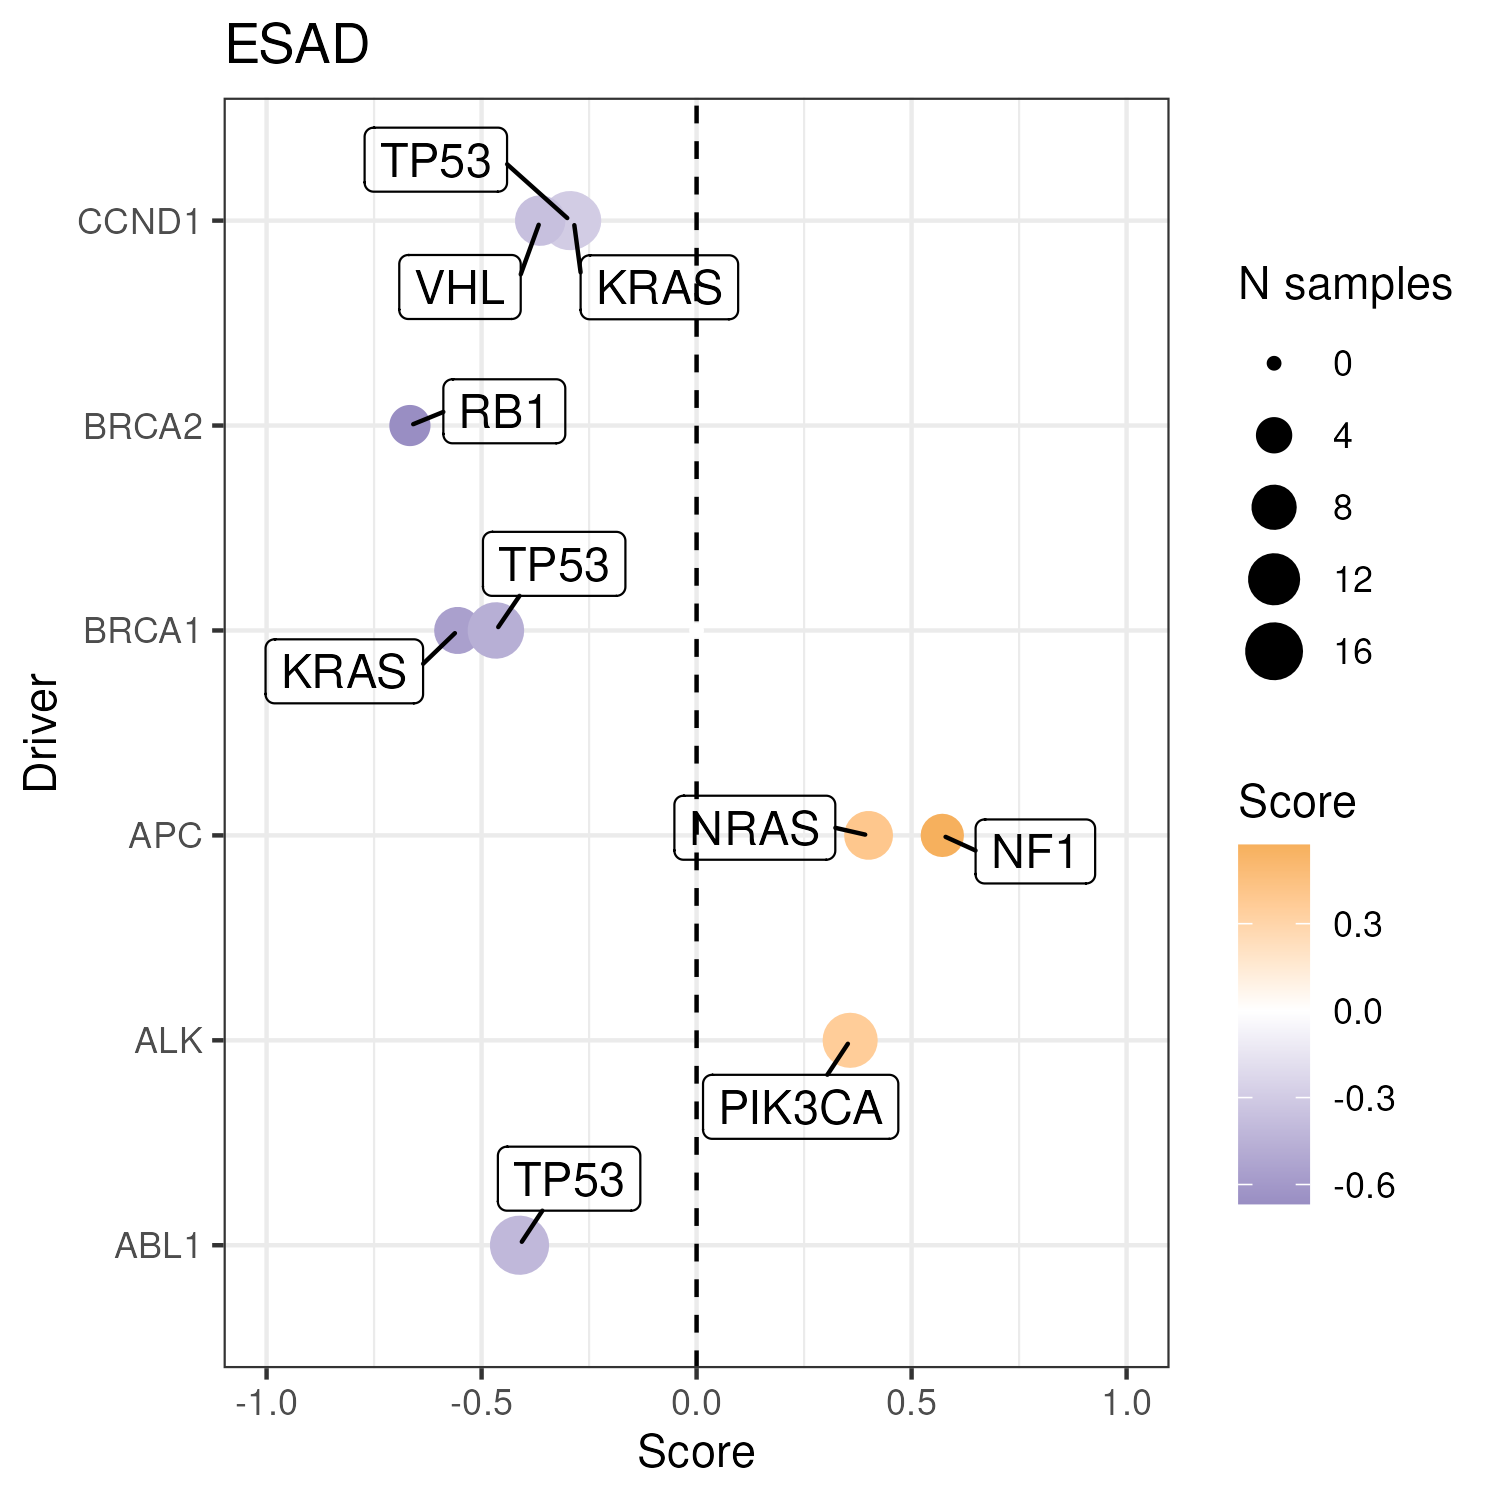 ESAD
TP53
CCND1
VHL
KRAS
RB1
BRCA2
TP53
BRCA1
KRAS
NRAS
NF1
APC
ALK
PIK3CA
TP53
ABL1
Driver
-1.0
-0.5
0.0
0.5
1.0
Score
N samples
0
4
8
12
16
Score
0.3
0.0
-0.3
-0.6